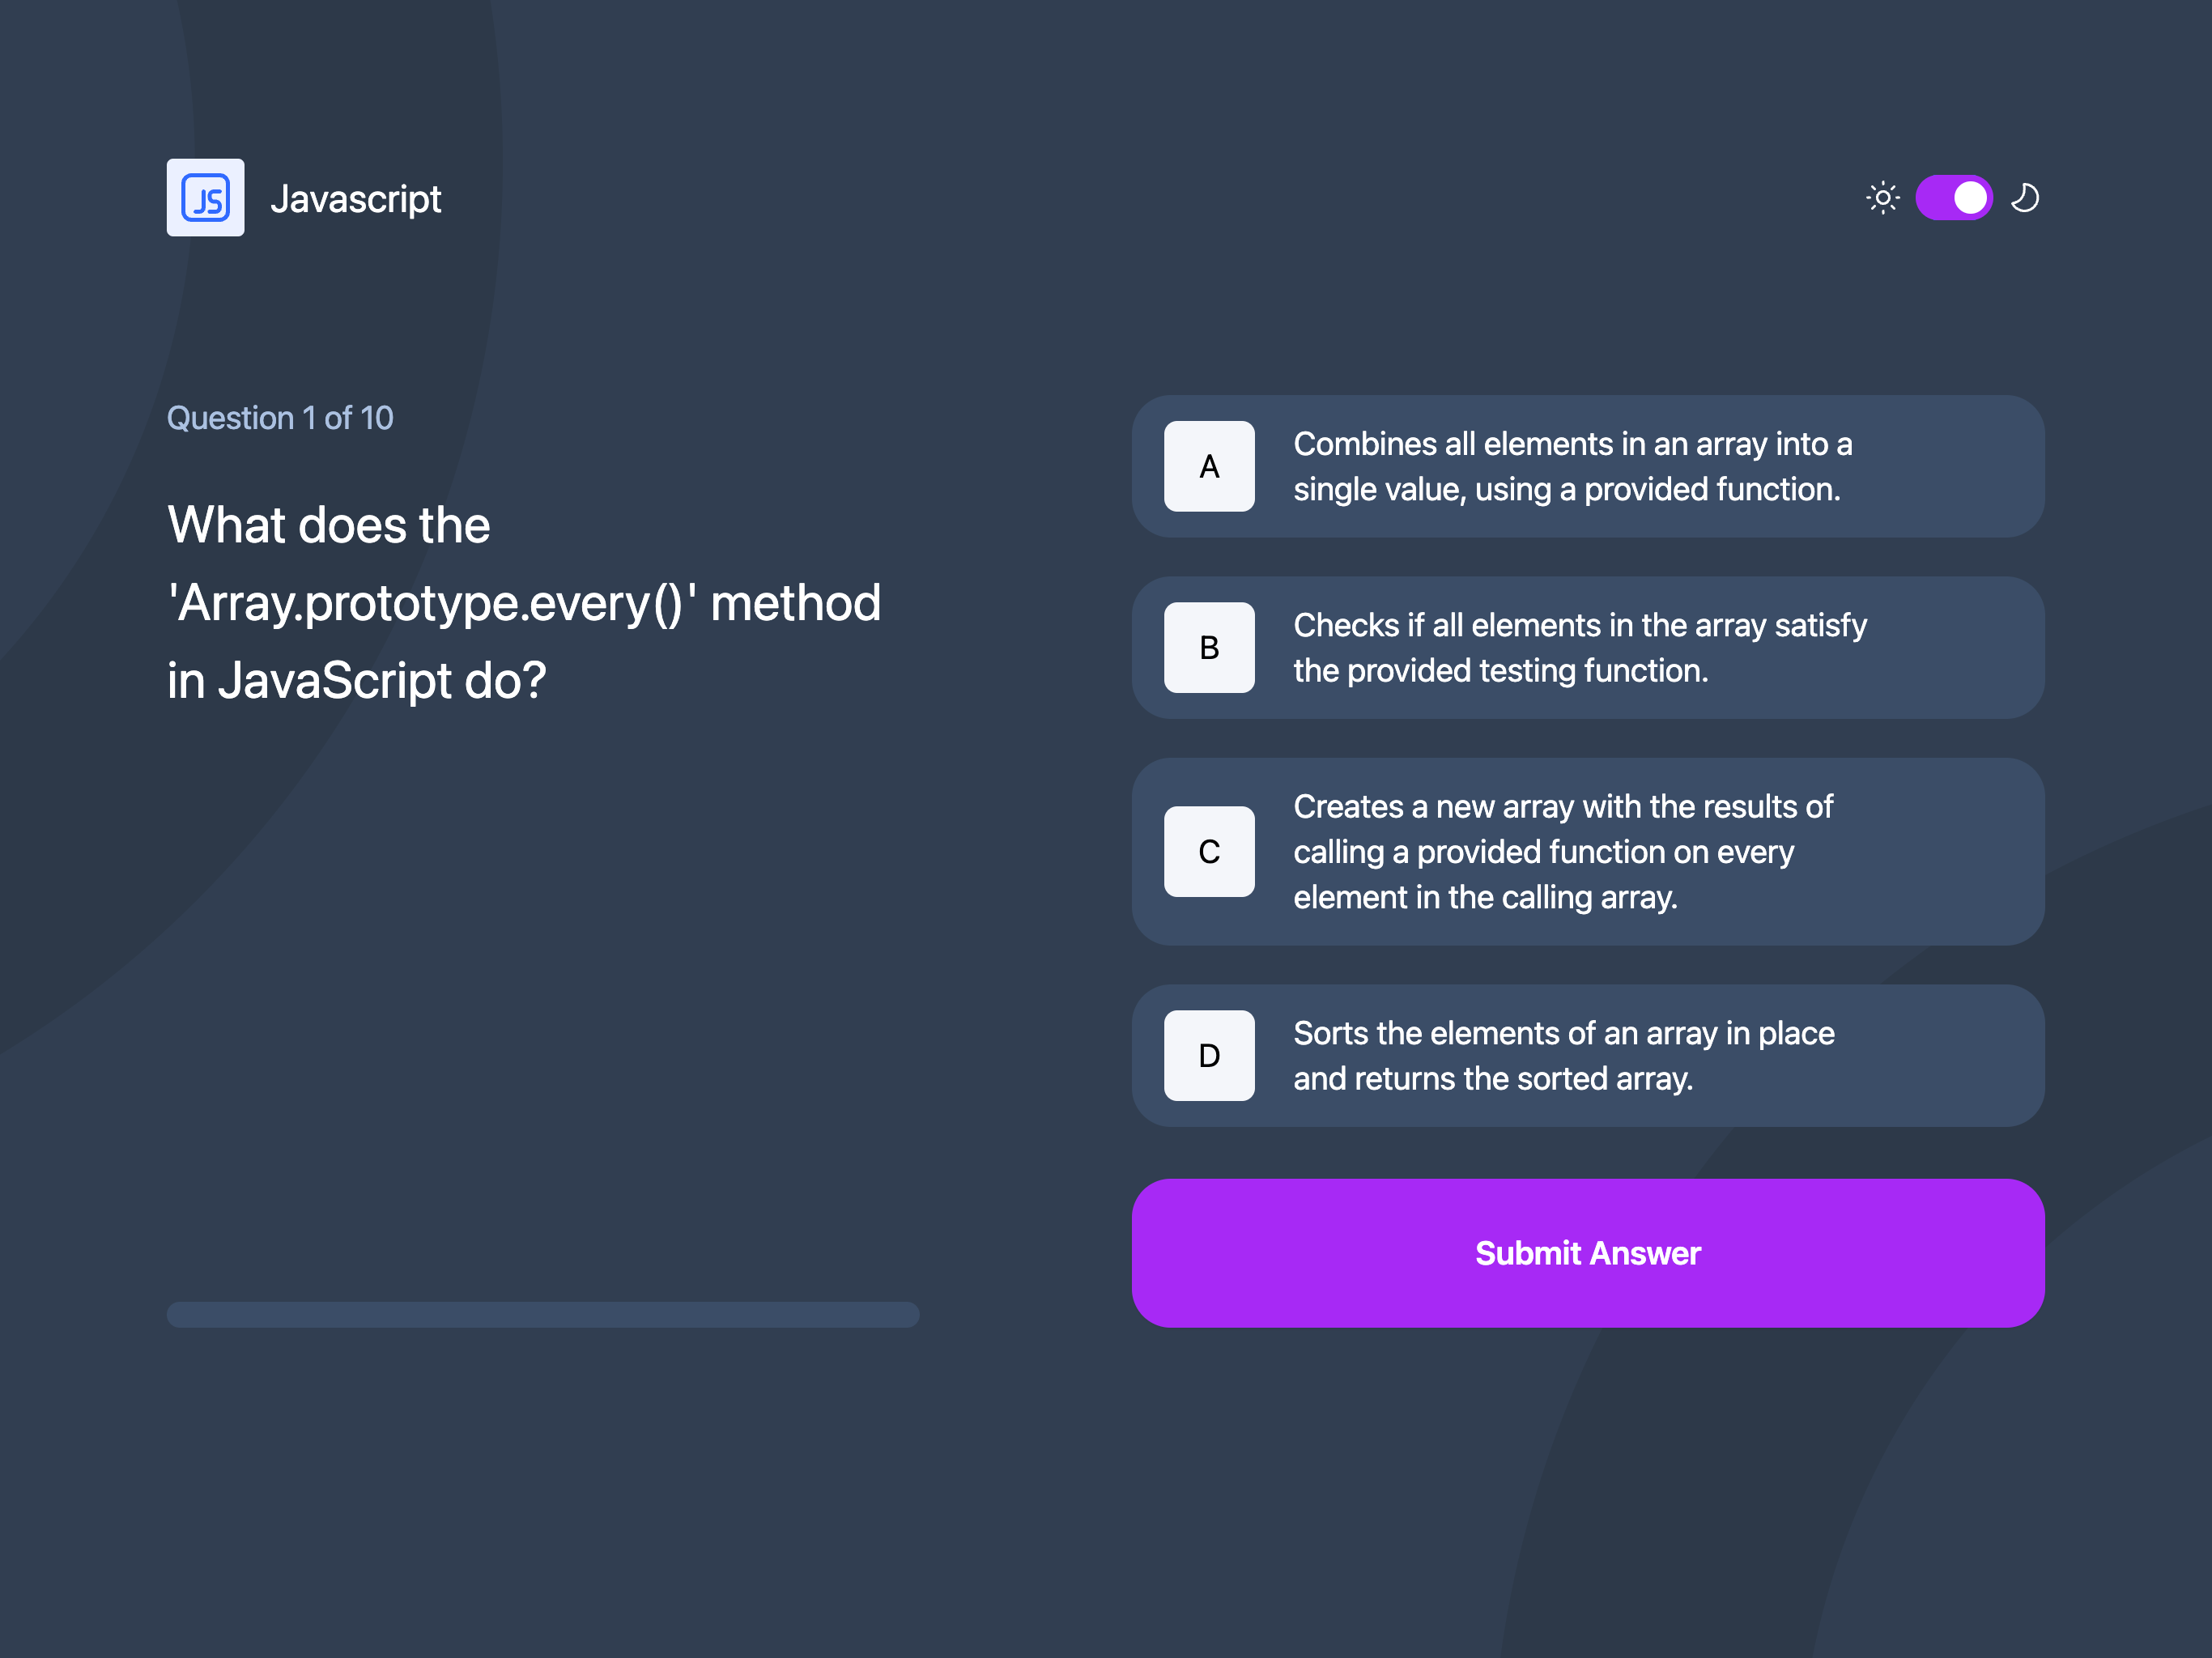 JS
Javascript
Question 1 of 10
What does the
'Array.prototype.every()' method
in JavaScript do?
A
Combines all elements in an array into a
single value, using a provided function.
B
Checks if all elements in the array satisfy
the provided testing function.
C
Creates a new array with the results of
calling a provided function on every
element in the calling array.
D
Sorts the elements of an array in place
and returns the sorted array.
Submit Answer